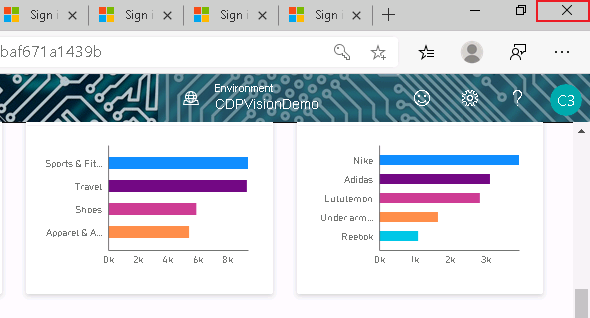 Sign i
Sign i
Sign i
Sign i
baf671a1439b
Environment
CDPVisionDemo
C3
Sports & Fit...
Travel
Shoes
Apparel & A...
0k 2k 4k 6k 8k
Nike
Adidas
Lululemon
Under arm...
Reebok
0k 1k 2k 3k